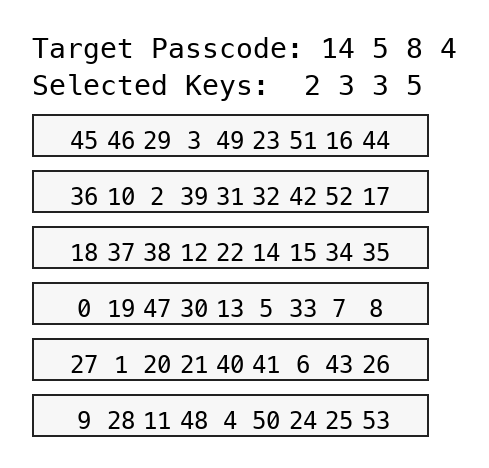 Target Passcode: 14 5 8 4
Selected Keys: 2 3 3 5
45 46 29 3 49 23 51 16 44
36 10 2 39 31 32 42 52 17
18 37 38 12 22 14 15 34 35
0 19 47 30 13 5 33 7 8
27 1 20 21 40 41 6 43 26
9 28 11 48 4 50 24 25 53